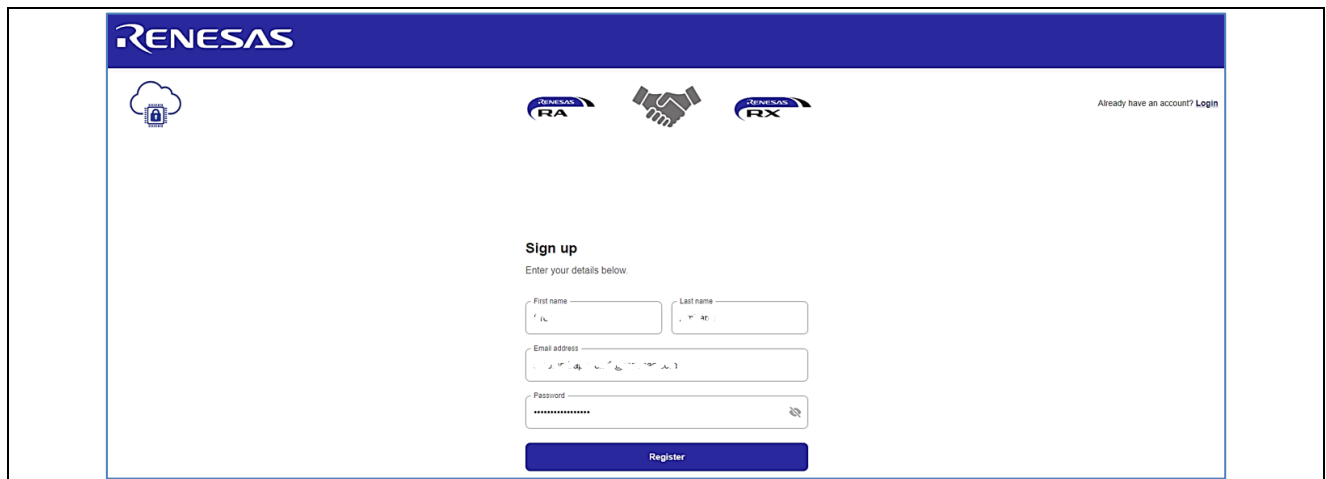 RENESAS
RENESAS
RA
RENESAS
RX
Already have an account? Login
Sign up
Enter your details below.
First name
Last name
Email address
Password
••••••••••••••••
Register